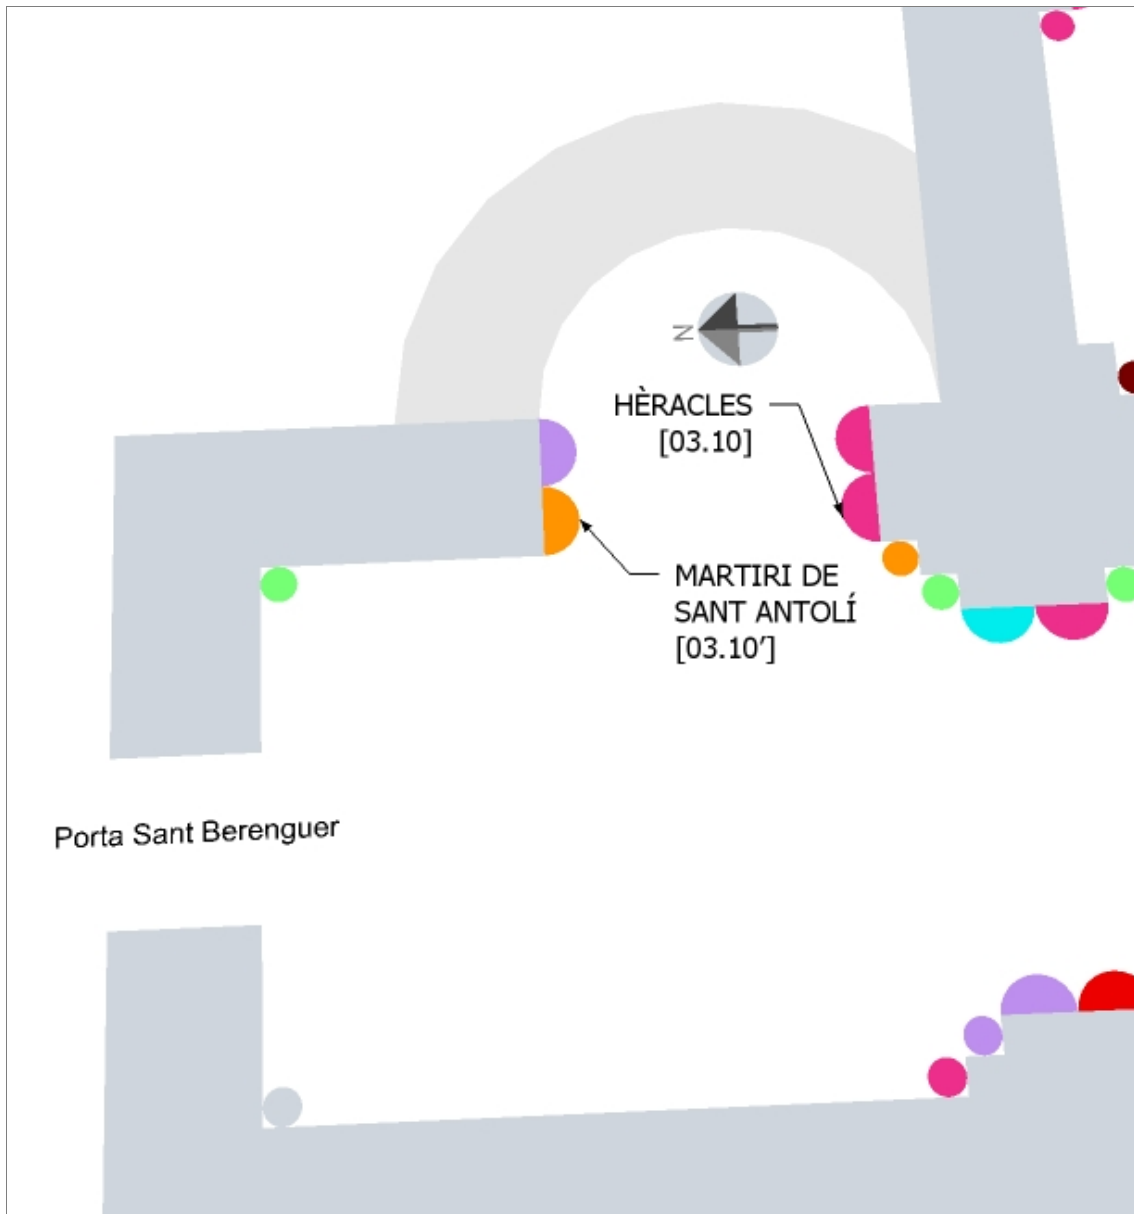 N
HÈRACLES
[03.10]
MARTIRI DE
SANT ANTOLÍ
[03.10’]
Porta Sant Berenguer